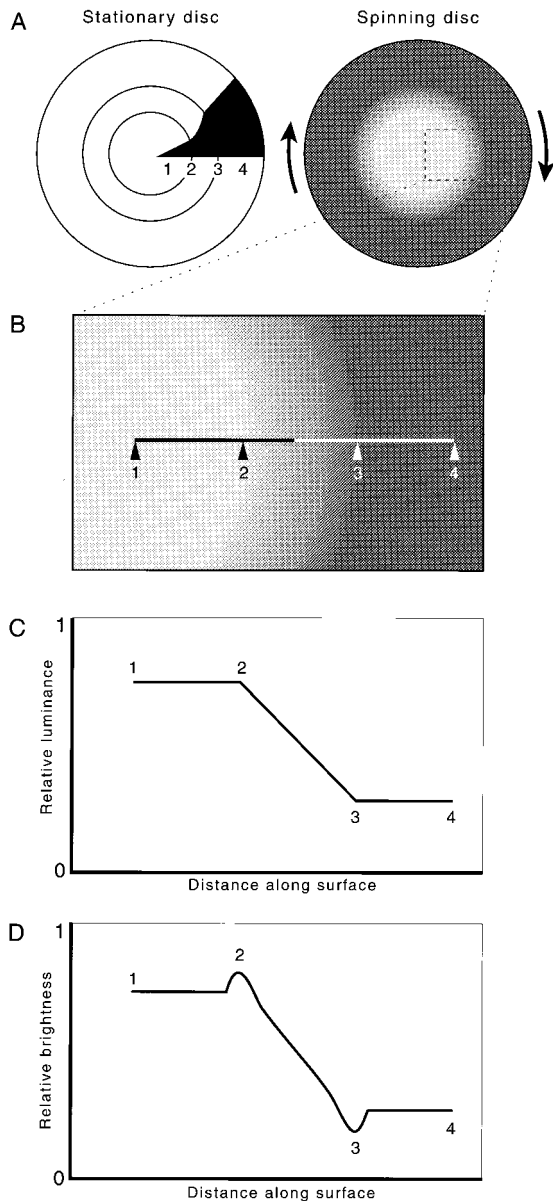 A
Stationary disc
Spinning disc
1 2 3 4
B
1
2
3
4
C
1
Relative luminance
1
2
3
4
0
Distance along surface
D
1
Relative brightness
1
2
3
4
0
Distance along surface